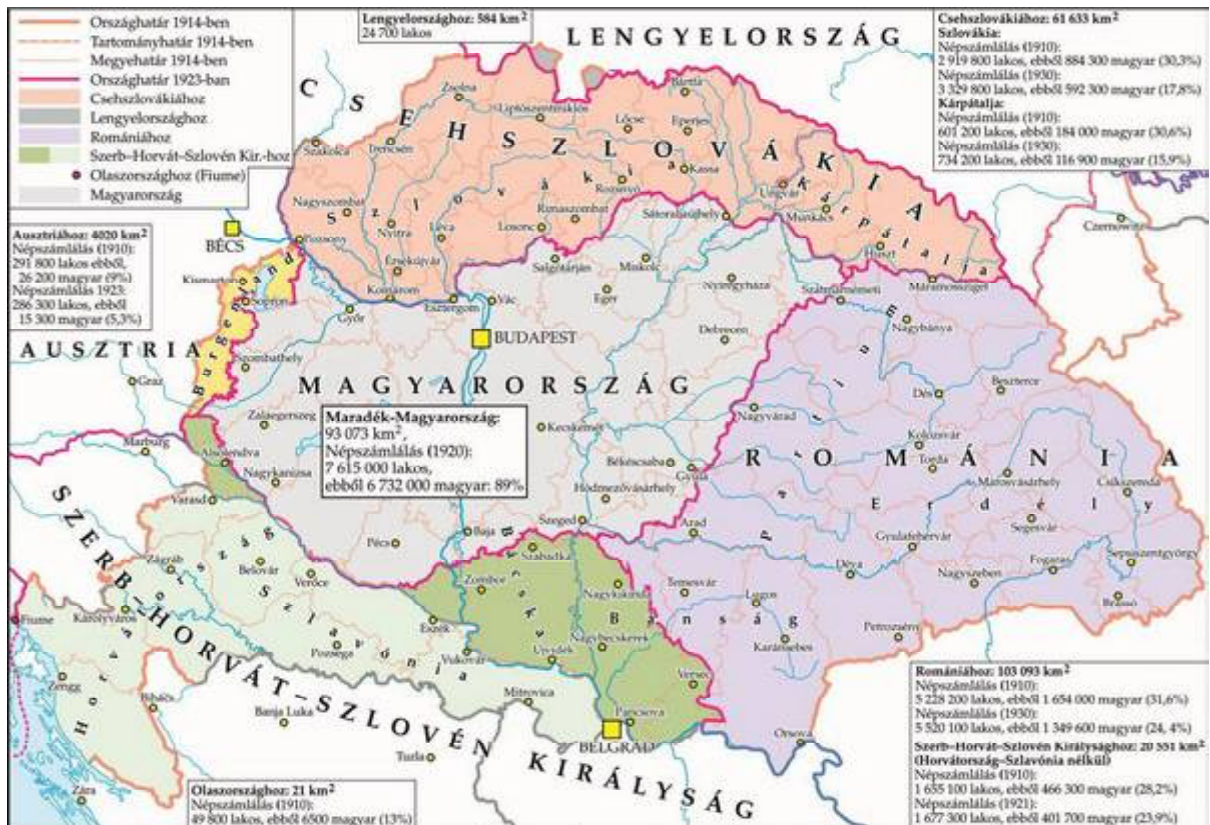 Országhatár 1914-ben
Tartományhatár 1914-ben
Megyehatár 1914-ben
Országhatár 1923-ban
Csehszlovákiához
Lengyelországhoz
Romániához
Szerb–Horvát–Szlovén Kir.-hoz
Olaszországhoz (Fiume)
Magyarország
Lengyelországhoz: 584 km²
24 700 lakos
LENGYELORSZÁG
Csehszlovákiához: 61 633 km²
Szlovákia:
Népszámlálás (1910):
2 919 800 lakos, ebből 884 300 magyar (30,3%)
Népszámlálás (1930):
3 329 800 lakos, ebből 592 300 magyar (17,8%)
Kárpátalja:
Népszámlálás (1910):
601 200 lakos, ebből 184 000 magyar (30,6%)
Népszámlálás (1930):
734 200 lakos, ebből 116 900 magyar (15,9%)
CSEHSZLOVÁKIA
Szlovákia
Kárpátalja
Zsolna
Liptószentmiklós
Bártfa
Lőcse
Eperjes
Szakolca
Trencsén
Kassa
Rozsnyó
Ungvár
Nagyszombat
Rimaszombat
Sátoraljaújhely
Munkács
Nyitra
Léva
Losonc
Pozsony
Huszt
Czernowitz
Érsekújvár
Salgótarján
Miskolc
Máramossziget
Ausztriához: 4020 km²
Népszámlálás (1910):
291 800 lakos ebből,
26 200 magyar (9%)
Népszámlálás 1923:
286 300 lakos, ebből
15 300 magyar (5,3%)
BÉCS
Kismarton
Sopron
Burgenland
Komárom
Esztergom
Vác
Eger
Nyíregyháza
Szatmárnémeti
Győr
BUDAPEST
Debrecen
Nagybánya
AUSZTRIA
Szombathely
Graz
MAGYARORSZÁG
Beszterce
Dés
Zalaegerszeg
Maradék-Magyarország:
93 073 km²,
Népszámlálás (1920):
7 615 000 lakos,
ebből 6 732 000 magyar: 89%
Kecskemét
Nagyvárad
Kolozsvár
Marburg
Alsólendva
Nagykanizsa
Békéscsaba
Gyula
Torda
ROMÁNIA
Marosvásárhely
Csíkszereda
Varasd
Hódmezővásárhely
Partium
Erdély
Segesvár
Szeged
Arad
Pécs
Baja
Gyulafehérvár
Zágráb
Belovár
Verőce
Szabadka
Zombor
Bácska
Déva
Fogaras
Sepsiszentgyörgy
Nagykikinda
Temesvár
Lugos
Nagyszeben
Brassó
Fiume
Károlyváros
Eszék
Bánság
Nagybecskerek
Karánsebes
Petrozsény
Horvátország
Szlavónia
Pozsega
Vukovár
Újvidék
Versec
Zengg
Bihács
Banja Luka
Mitrovica
Pancsova
BELGRÁD
Orsova
Zára
Tuzla
SZERB–HORVÁT–SZLOVÉN KIRÁLYSÁG
Olaszországhoz: 21 km²
Népszámlálás (1910):
49 800 lakos, ebből 6500 magyar (13%)
Romániához: 103 093 km²
Népszámlálás (1910):
5 228 200 lakos, ebből 1 654 000 magyar (31,6%)
Népszámlálás (1930):
5 520 100 lakos, ebből 1 349 600 magyar (24, 4%)
Szerb–Horvát–Szlovén Királysághoz: 20 551 km²
(Horvátország–Szlavónia nélkül)
Népszámlálás (1910):
1 655 100 lakos, ebből 466 300 magyar (28,2%)
Népszámlálás (1921):
1 677 300 lakos, ebből 401 700 magyar (23,9%)